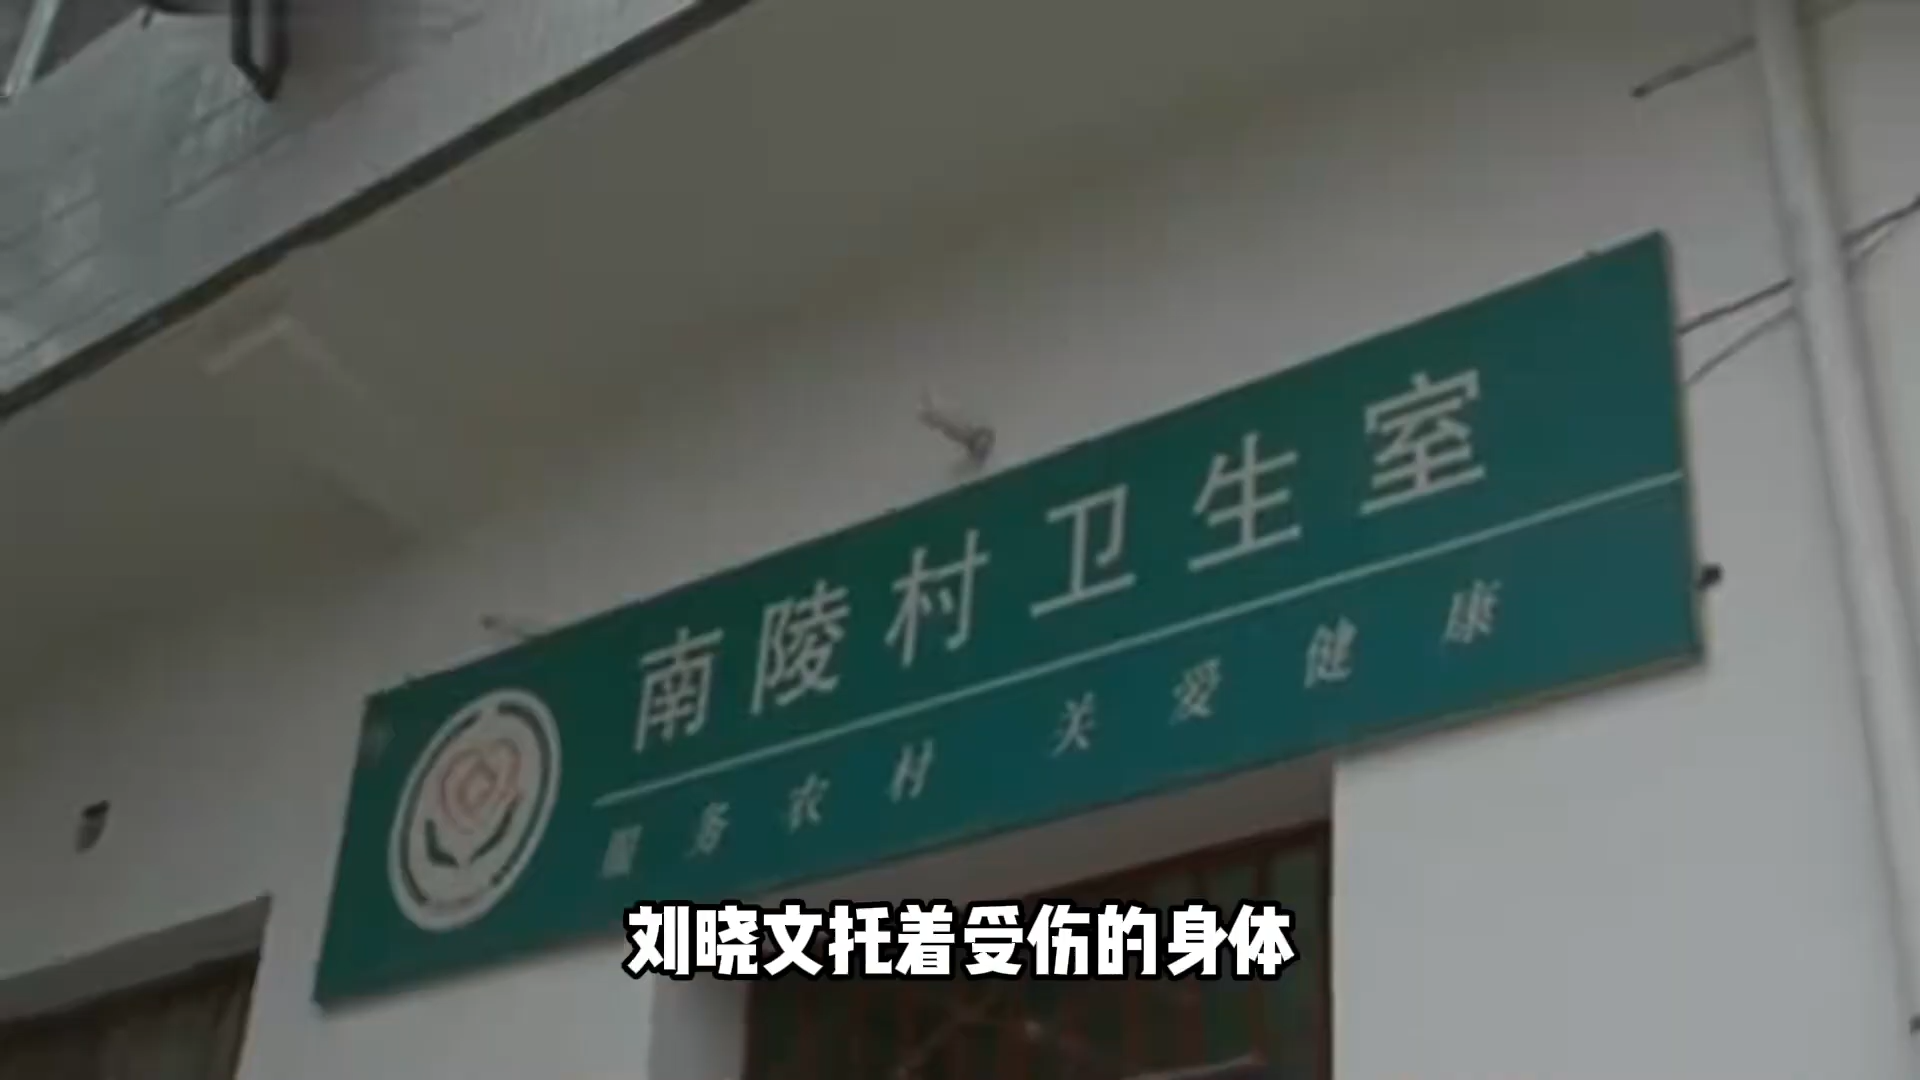 南陵村卫生室
服务农村 关爱健康
刘晓文托着受伤的身体